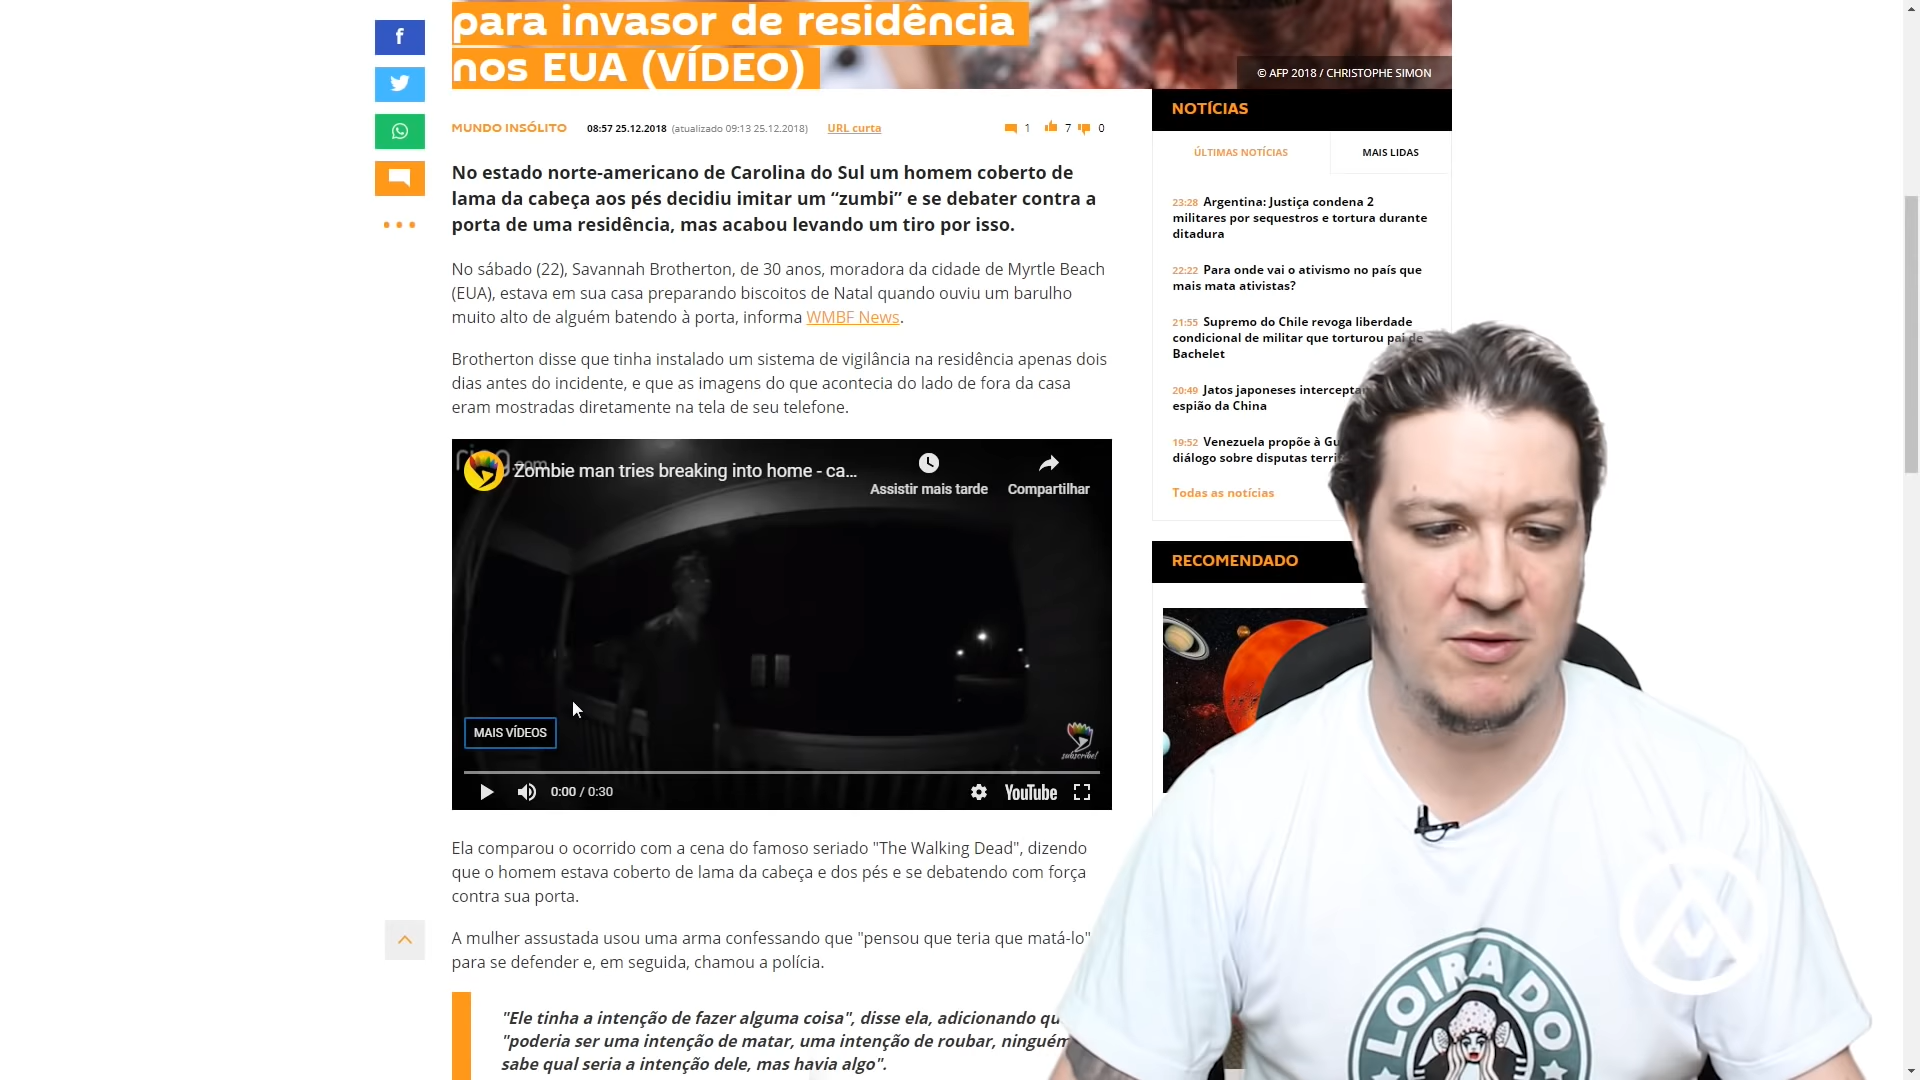 para invasor de residência
nos EUA (VÍDEO)
© AFP 2018 / CHRISTOPHE SIMON
MUNDO INSÓLITO 08:57 25.12.2018 (atualizado 09:13 25.12.2018) URL curta 1 7 0
No estado norte-americano de Carolina do Sul um homem coberto de
lama da cabeça aos pés decidiu imitar um “zumbi” e se debater contra a
porta de uma residência, mas acabou levando um tiro por isso.
No sábado (22), Savannah Brotherton, de 30 anos, moradora da cidade de Myrtle Beach
(EUA), estava em sua casa preparando biscoitos de Natal quando ouviu um barulho
muito alto de alguém batendo à porta, informa WMBF News.
Brotherton disse que tinha instalado um sistema de vigilância na residência apenas dois
dias antes do incidente, e que as imagens do que acontecia do lado de fora da casa
eram mostradas diretamente na tela de seu telefone.
ring.com
Zombie man tries breaking into home - ca...
Assistir mais tarde
Compartilhar
MAIS VÍDEOS
subscribe!
0:00 / 0:30
YouTube
Ela comparou o ocorrido com a cena do famoso seriado "The Walking Dead", dizendo
que o homem estava coberto de lama da cabeça e dos pés e se debatendo com força
contra sua porta.
A mulher assustada usou uma arma confessando que "pensou que teria que matá-lo"
para se defender e, em seguida, chamou a polícia.
"Ele tinha a intenção de fazer alguma coisa", disse ela, adicionando qu
"poderia ser uma intenção de matar, uma intenção de roubar, ninguém
sabe qual seria a intenção dele, mas havia algo".
NOTÍCIAS
ÚLTIMAS NOTÍCIAS
MAIS LIDAS
23:28 Argentina: Justiça condena 2
militares por sequestros e tortura durante
ditadura
22:22 Para onde vai o ativismo no país que
mais mata ativistas?
21:55 Supremo do Chile revoga liberdade
condicional de militar que torturou pai de
Bachelet
20:49 Jatos japoneses intercepta
espião da China
19:52 Venezuela propõe à Gu
diálogo sobre disputas terri
Todas as notícias
RECOMENDADO
LOIRA DO